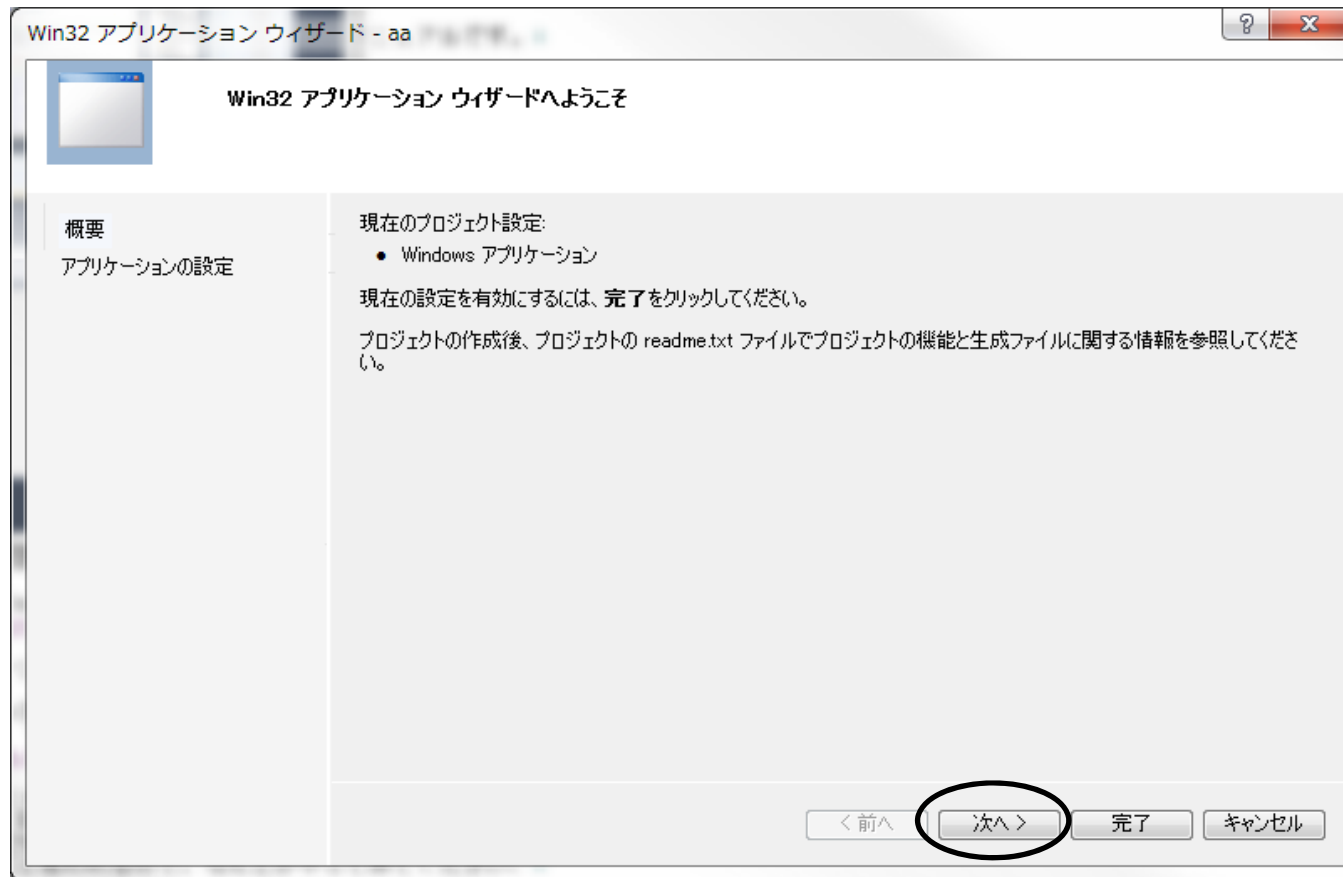 Win32 アプリケーション ウィザード - aa
Win32 アプリケーション ウィザードへようこそ
概要
アプリケーションの設定
現在のプロジェクト設定:
● Windows アプリケーション
現在の設定を有効にするには、完了をクリックしてください。
プロジェクトの作成後、プロジェクトの readme.txt ファイルでプロジェクトの機能と生成ファイルに関する情報を参照してくださ
い。
< 前へ 次へ > 完了 キャンセル